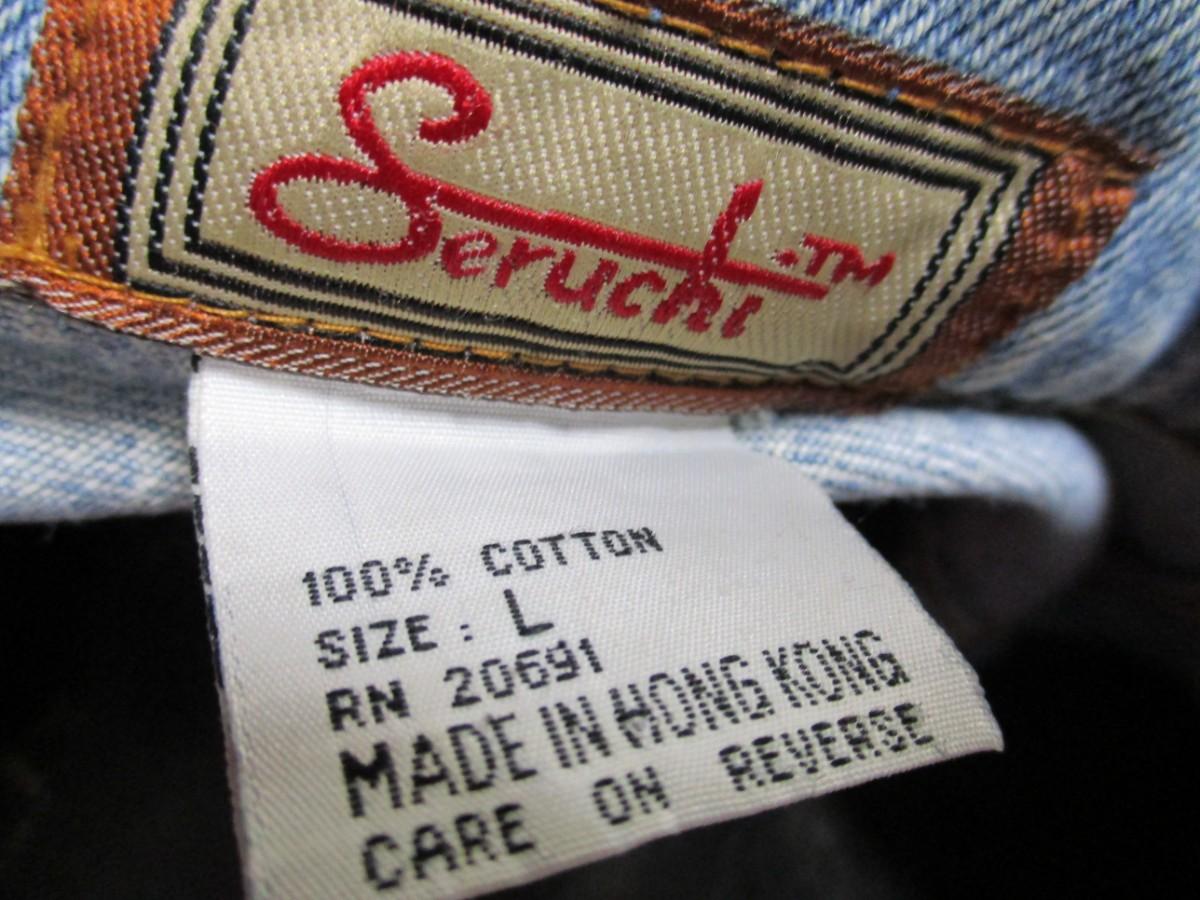 Seruchi.™
100% COTTON
SIZE: L
RN 20691
MADE IN HONG KONG
CARE ON REVERSE